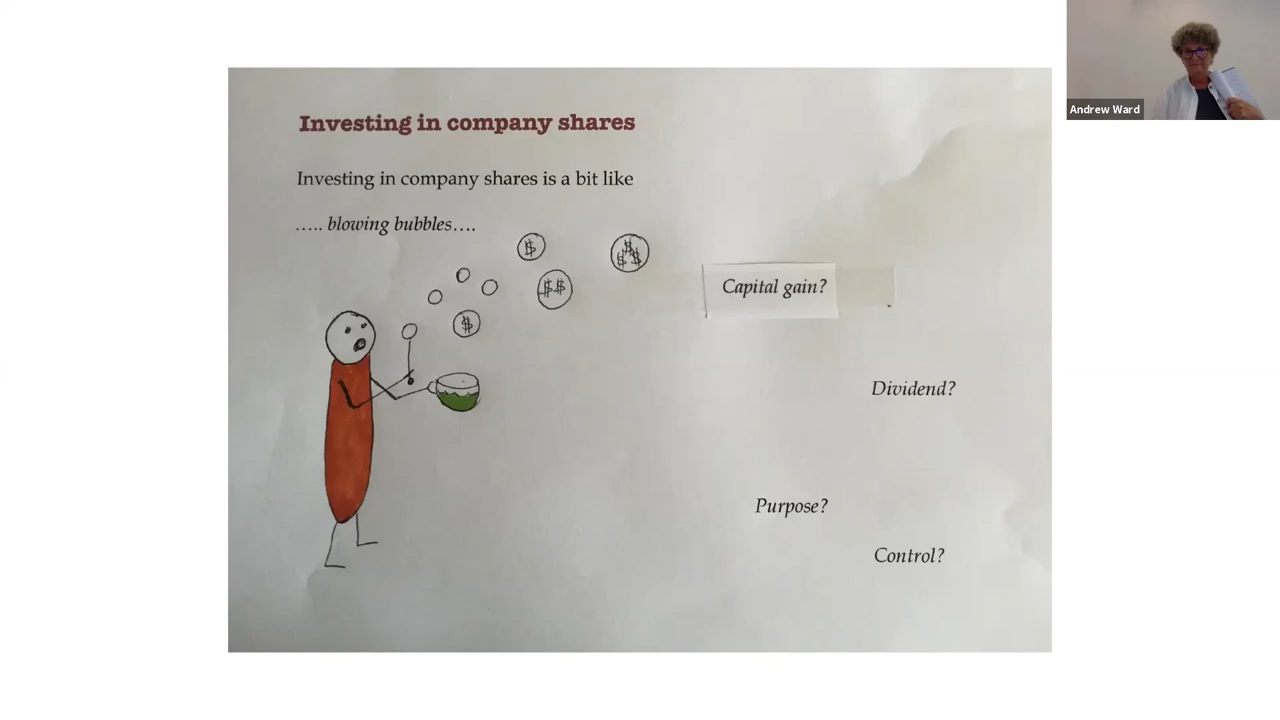 Andrew Ward
Investing in company shares
Investing in company shares is a bit like
..... blowing bubbles....
$
$$
$$$
$
Capital gain?
Dividend?
Purpose?
Control?